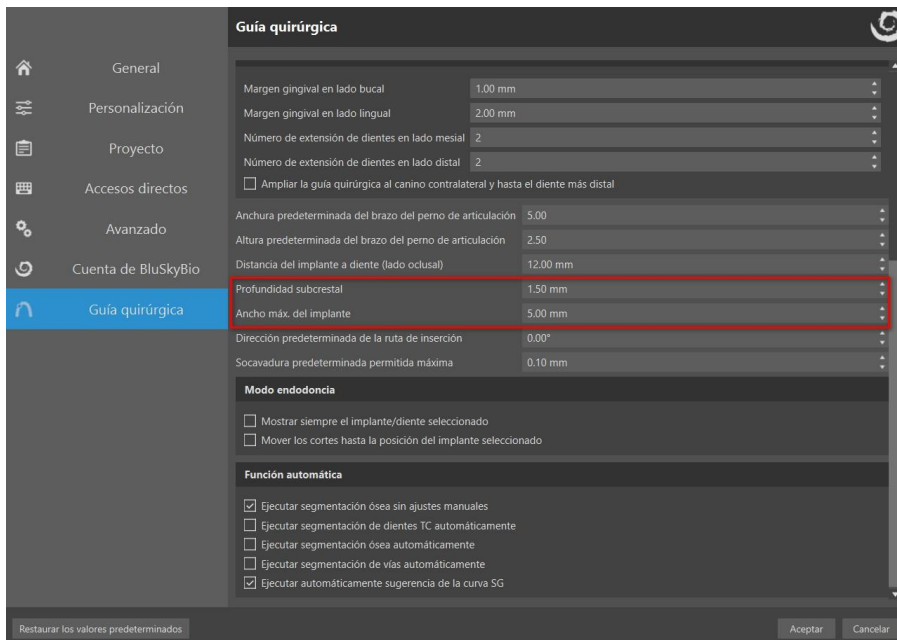 Guía quirúrgica
General
Personalización
Proyecto
Accesos directos
Avanzado
Cuenta de BluSkyBio
Guía quirúrgica
Margen gingival en lado bucal 1.00 mm
Margen gingival en lado lingual 2.00 mm
Número de extensión de dientes en lado mesial 2
Número de extensión de dientes en lado distal 2
Ampliar la guía quirúrgica al canino contralateral y hasta el diente más distal
Anchura predeterminada del brazo del perno de articulación 5.00
Altura predeterminada del brazo del perno de articulación 2.50
Distancia del implante a diente (lado oclusal) 12.00 mm
Profundidad subcrestal 1.50 mm
Ancho máx. del implante 5.00 mm
Dirección predeterminada de la ruta de inserción 0.00°
Socavadura predeterminada permitida máxima 0.10 mm
Modo endodoncia
Mostrar siempre el implante/diente seleccionado
Mover los cortes hasta la posición del implante seleccionado
Función automática
Ejecutar segmentación ósea sin ajustes manuales
Ejecutar segmentación de dientes TC automáticamente
Ejecutar segmentación ósea automáticamente
Ejecutar segmentación de vías automáticamente
Ejecutar automáticamente sugerencia de la curva SG
Restaurar los valores predeterminados
Aceptar
Cancelar